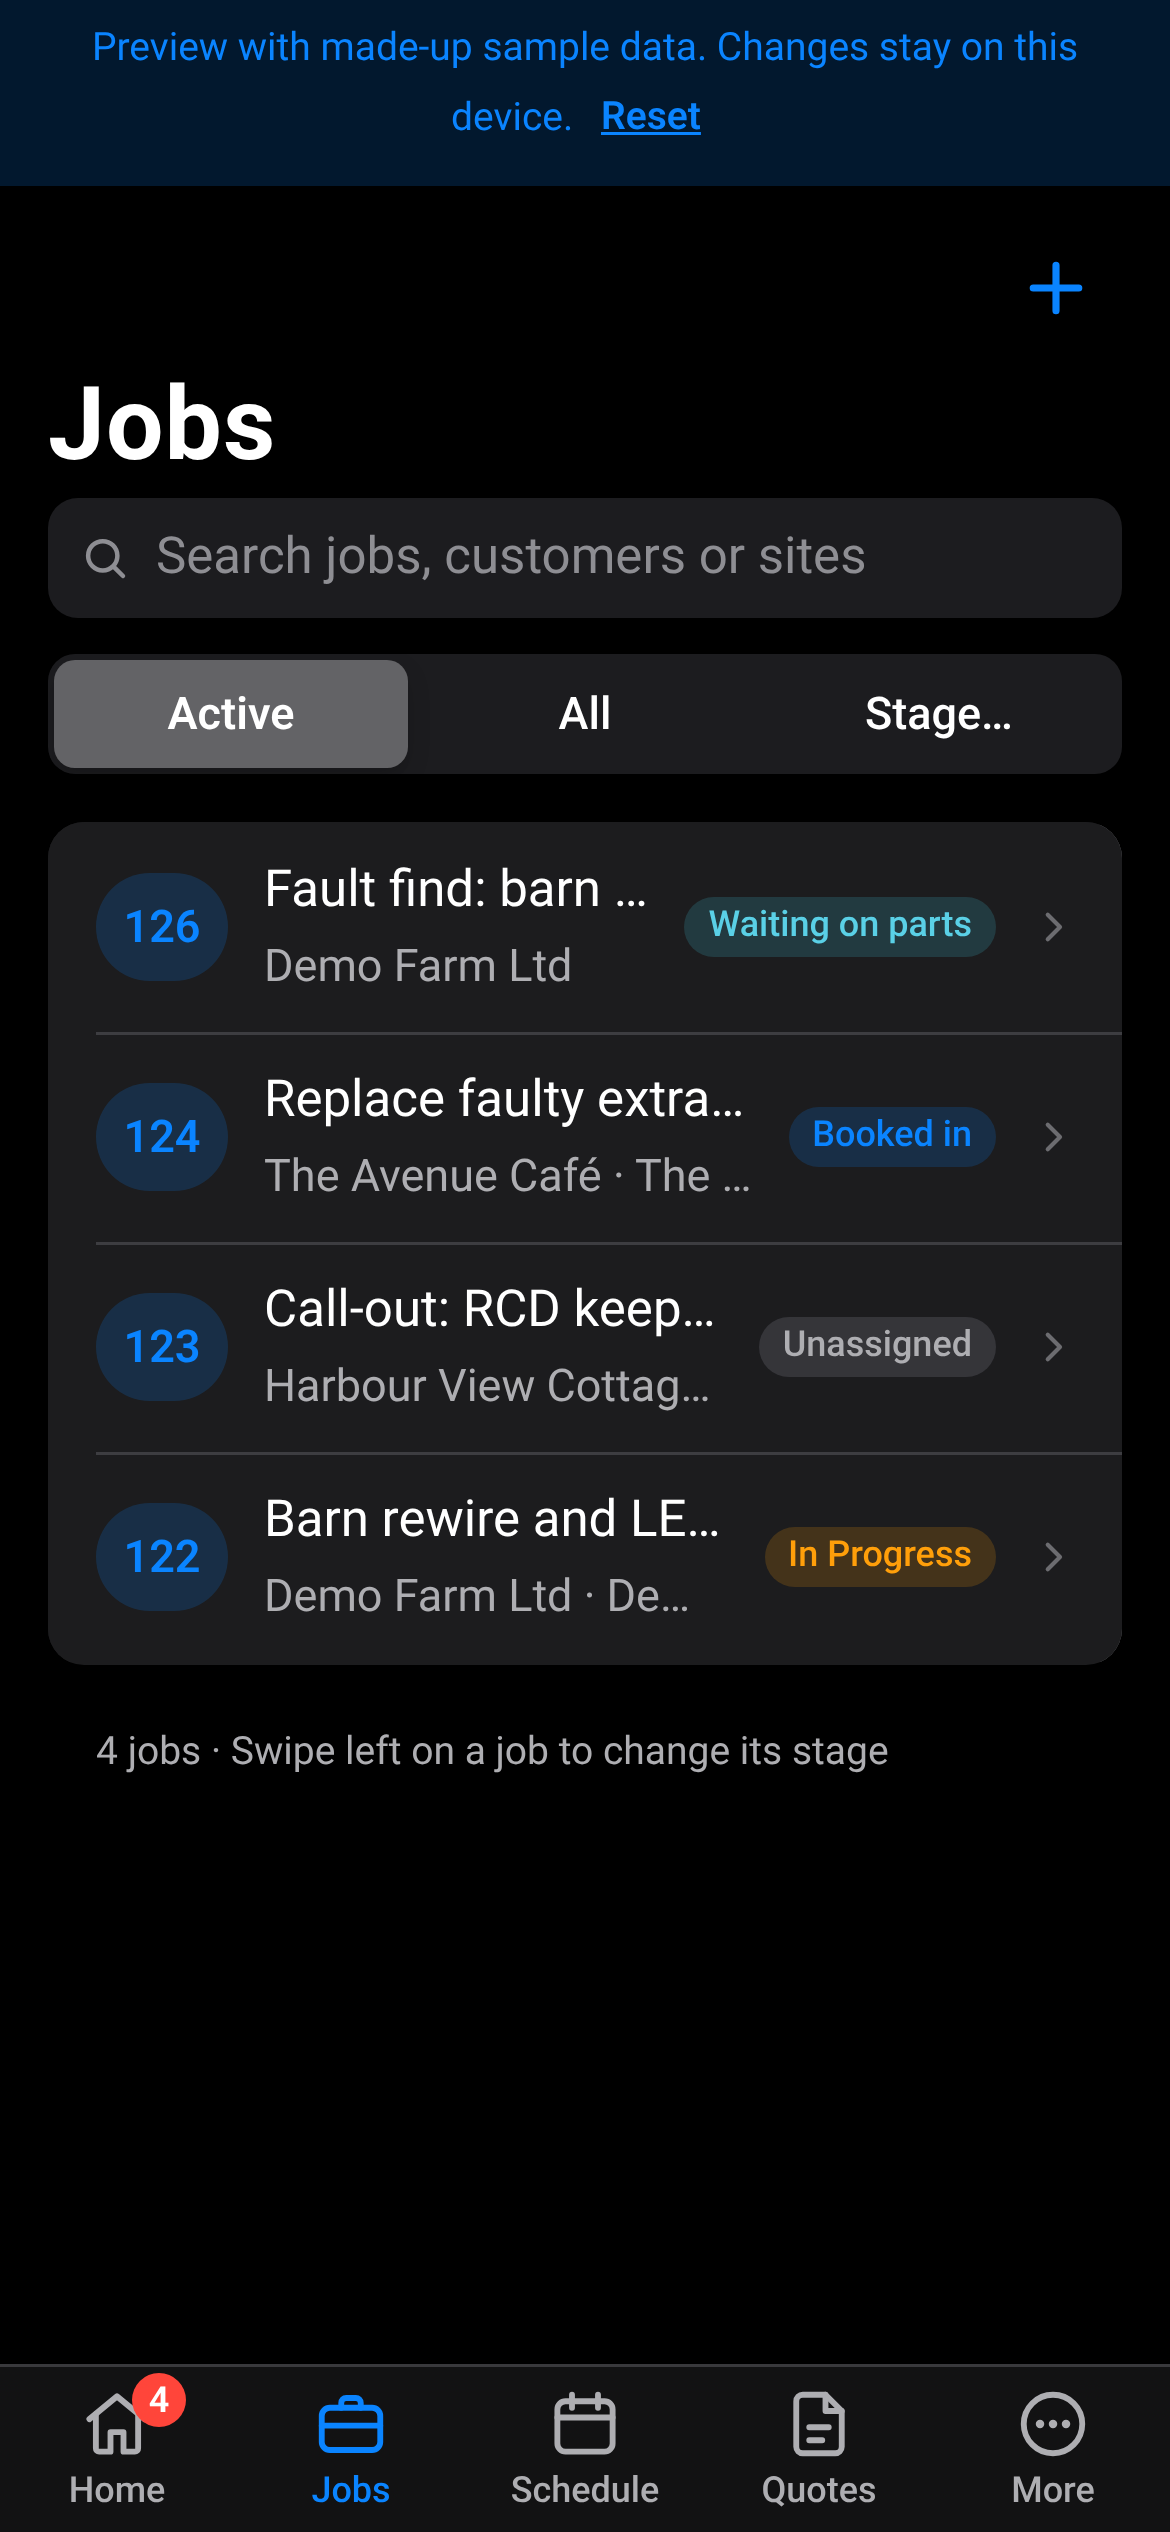 Preview with made-up sample data. Changes stay on this
device. Reset
Jobs
Search jobs, customers or sites
Active All Stage...
126 Fault find: barn ... Waiting on parts
Demo Farm Ltd
124 Replace faulty extra... Booked in
The Avenue Café · The ...
123 Call-out: RCD keep... Unassigned
Harbour View Cottag...
122 Barn rewire and LE... In Progress
Demo Farm Ltd · De...
4 jobs · Swipe left on a job to change its stage
4
Home Jobs Schedule Quotes More